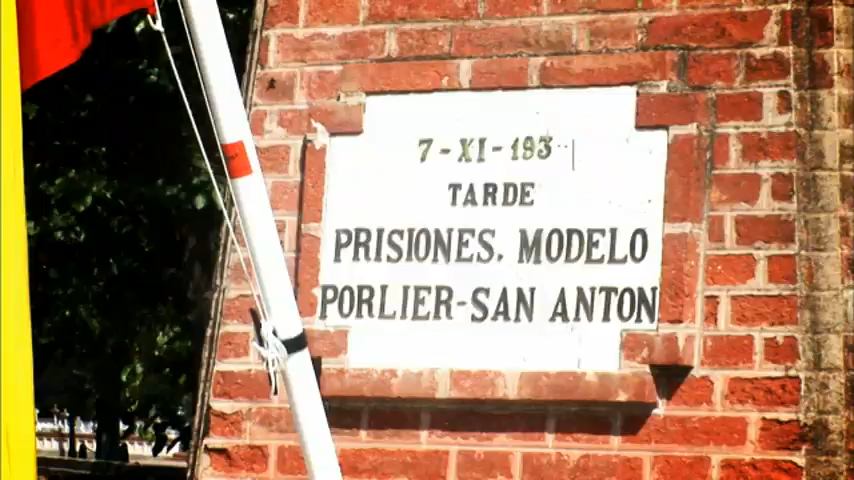 7-XI-193
TARDE
PRISIONES. MODELO
PORLIER-SAN ANTON